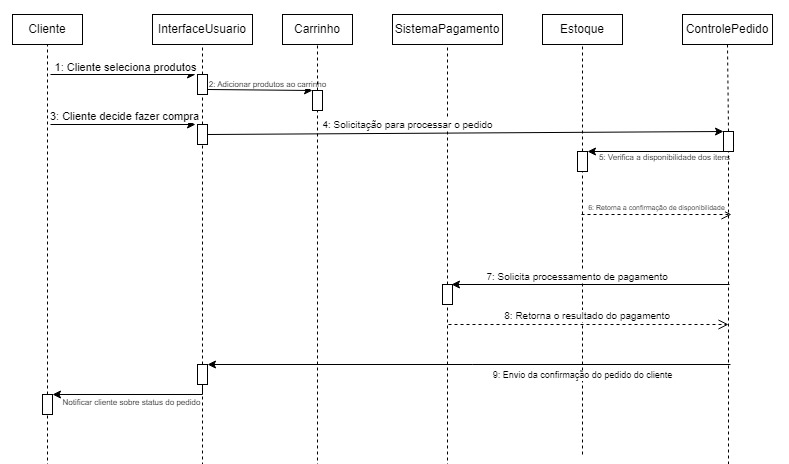 Cliente
InterfaceUsuario
Carrinho
SistemaPagamento
Estoque
ControlePedido
1: Cliente seleciona produtos
2: Adicionar produtos ao carrinho
3: Cliente decide fazer compra
4: Solicitação para processar o pedido
5: Verifica a disponibilidade dos itens
6: Retorna a confirmação de disponibilidade
7: Solicita processamento de pagamento
8: Retorna o resultado do pagamento
9: Envio da confirmação do pedido do cliente
Notificar cliente sobre status do pedido